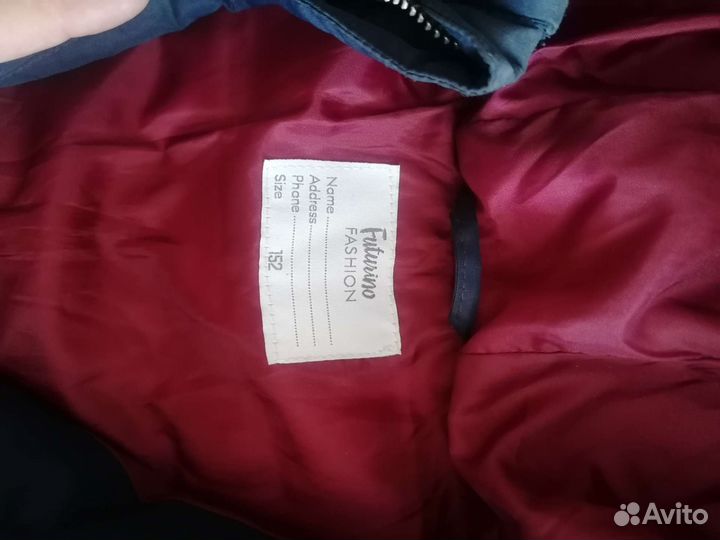 Futurino
FASHION
Name
Address
Phone
Size 152
Avito